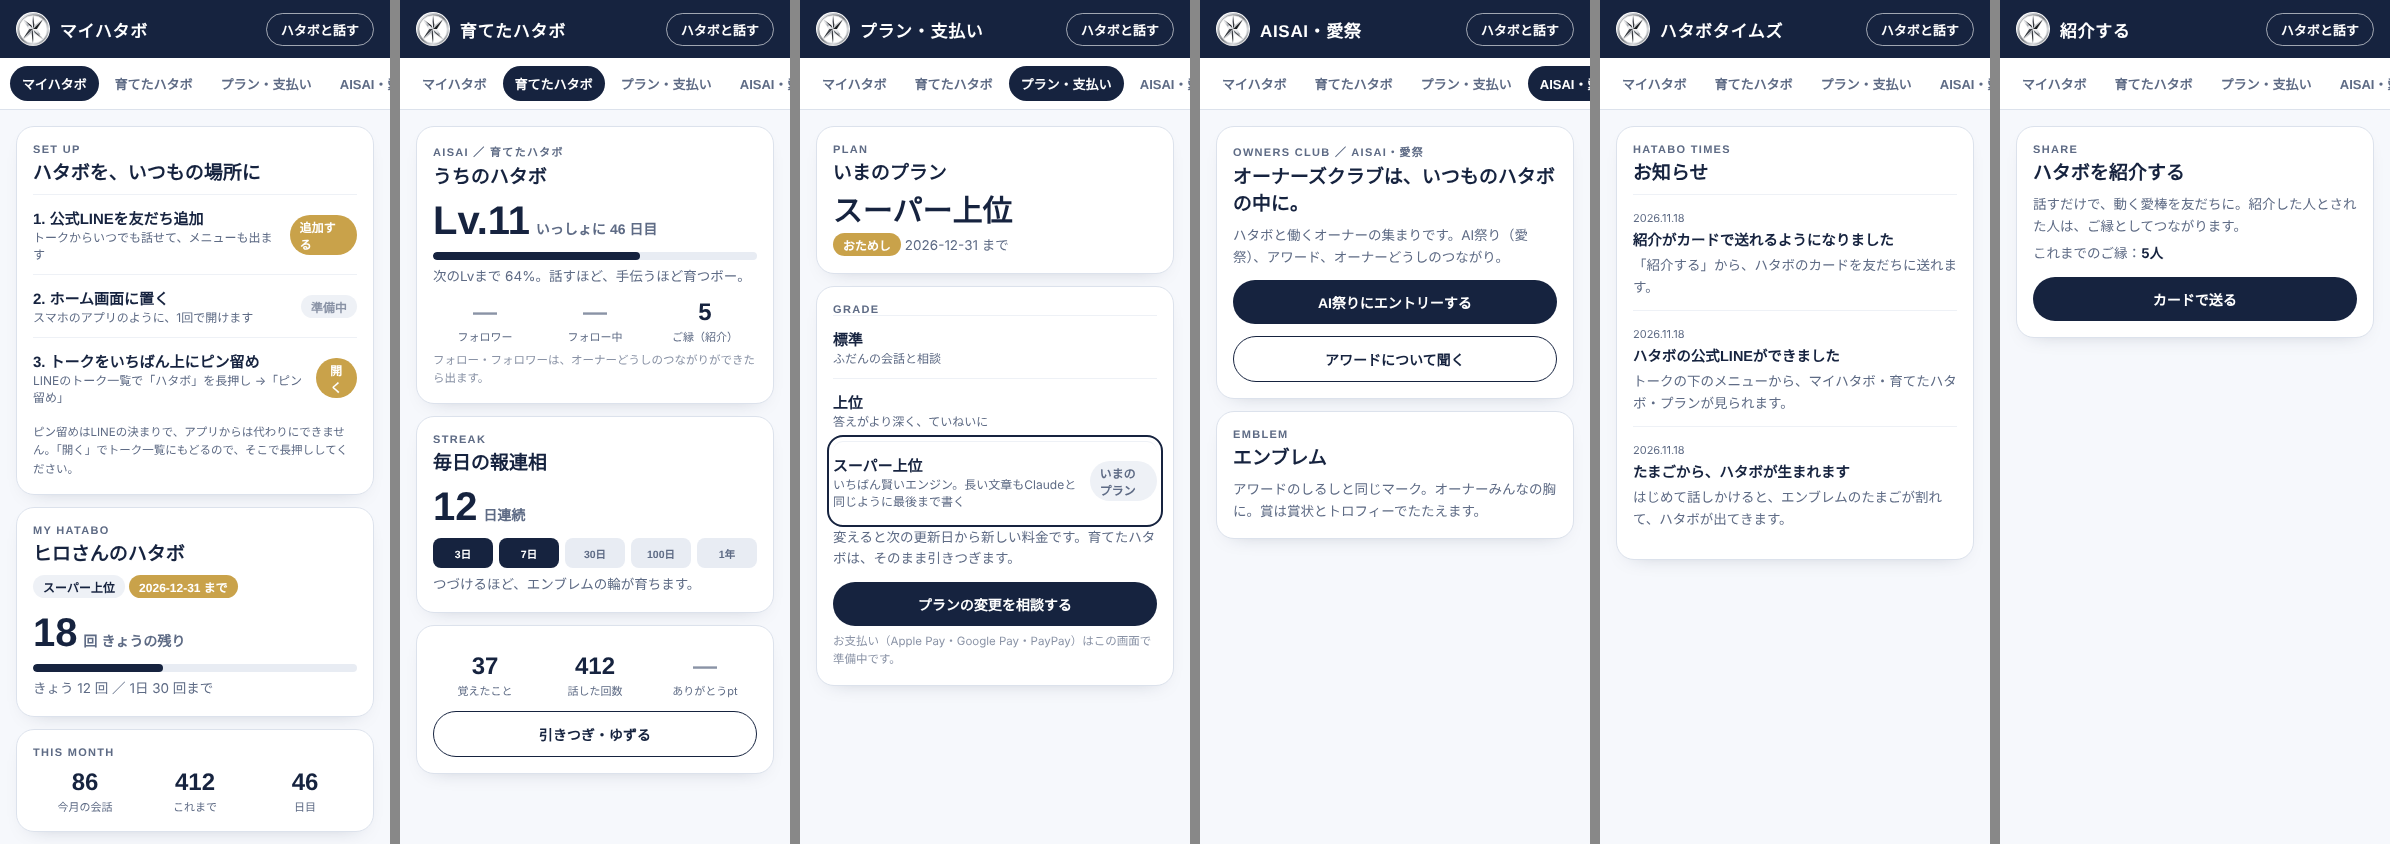 マイハタボ
ハタボと話す
マイハタボ
育てたハタボ
プラン・支払い
AISAI・
SET UP
ハタボを、いつもの場所に
1. 公式LINEを友だち追加
トークからいつでも話せて、メニューも出ま
す
追加す
る
2. ホーム画面に置く
スマホのアプリのように、1回で開けます
準備中
3. トークをいちばん上にピン留め
LINEのトーク一覧で「ハタボ」を長押し →「ピン
留め」
開
く
ピン留めはLINEの決まりで、アプリからは代わりにできませ
ん。「開く」でトーク一覧にもどるので、そこで長押ししてく
ださい。
MY HATABO
ヒロさんのハタボ
スーパー上位
2026-12-31 まで
18 回 きょうの残り
きょう 12 回 ／ 1日 30 回まで
THIS MONTH
86
今月の会話
412
これまで
46
日目
育てたハタボ
ハタボと話す
マイハタボ
育てたハタボ
プラン・支払い
AISAI・
AISAI ／ 育てたハタボ
うちのハタボ
Lv.11 いっしょに 46 日目
次のLvまで 64%。話すほど、手伝うほど育つボー。
—
フォロワー
—
フォロー中
5
ご縁（紹介）
フォロー・フォロワーは、オーナーどうしのつながりができた
ら出ます。
STREAK
毎日の報連相
12 日連続
3日
7日
30日
100日
1年
つづけるほど、エンブレムの輪が育ちます。
37
覚えたこと
412
話した回数
—
ありがとうpt
引きつぎ・ゆずる
プラン・支払い
ハタボと話す
マイハタボ
育てたハタボ
プラン・支払い
AISAI・
PLAN
いまのプラン
スーパー上位
おためし 2026-12-31 まで
GRADE
標準
ふだんの会話と相談
上位
答えがより深く、ていねいに
スーパー上位
いちばん賢いエンジン。長い文章もClaudeと
同じように最後まで書く
いまの
プラン
変えると次の更新日から新しい料金です。育てたハタ
ボは、そのまま引きつぎます。
プランの変更を相談する
お支払い（Apple Pay・Google Pay・PayPay）はこの画面で
準備中です。
AISAI・愛祭
ハタボと話す
マイハタボ
育てたハタボ
プラン・支払い
AISAI・
OWNERS CLUB ／ AISAI・愛祭
オーナーズクラブは、いつものハタボ
の中に。
ハタボと働くオーナーの集まりです。AI祭り（愛
祭）、アワード、オーナーどうしのつながり。
AI祭りにエントリーする
アワードについて聞く
EMBLEM
エンブレム
アワードのしるしと同じマーク。オーナーみんなの胸
に。賞は賞状とトロフィーでたたえます。
ハタボタイムズ
ハタボと話す
マイハタボ
育てたハタボ
プラン・支払い
AISAI・
HATABO TIMES
お知らせ
2026.11.18
紹介がカードで送れるようになりました
「紹介する」から、ハタボのカードを友だちに送れま
す。
2026.11.18
ハタボの公式LINEができました
トークの下のメニューから、マイハタボ・育てたハタ
ボ・プランが見られます。
2026.11.18
たまごから、ハタボが生まれます
はじめて話しかけると、エンブレムのたまごが割れ
て、ハタボが出てきます。
紹介する
ハタボと話す
マイハタボ
育てたハタボ
プラン・支払い
AISAI・
SHARE
ハタボを紹介する
話すだけで、動く愛棒を友だちに。紹介した人とされ
た人は、ご縁としてつながります。
これまでのご縁：5人
カードで送る